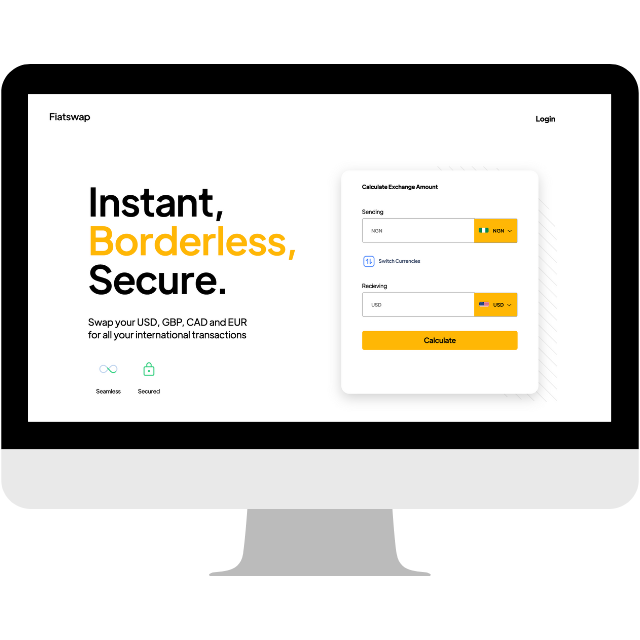 Fiatswap
Login
Instant,
Borderless,
Secure.
Swap your USD, GBP, CAD and EUR
for all your international transactions
Seamless
Secured
Calculate Exchange Amount
Sending
NGN
NGN
Switch Currencies
Recieving
USD
USD
Calculate